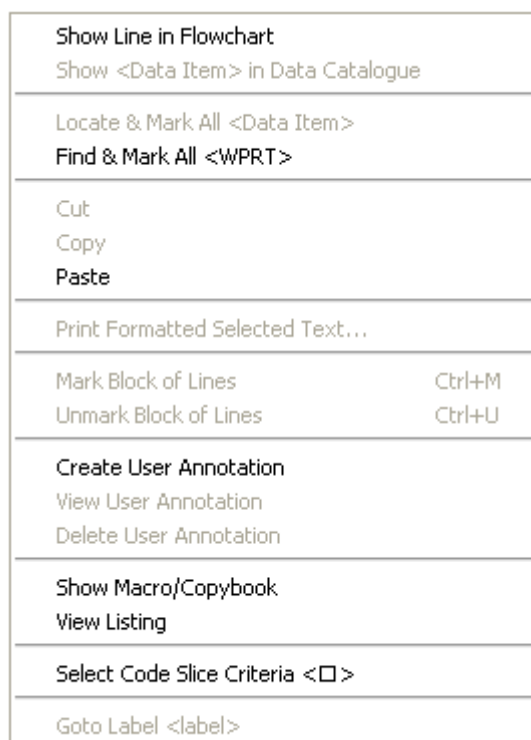 Show Line in Flowchart
Show <Data Item> in Data Catalogue
Locate & Mark All <Data Item>
Find & Mark All <WPRT>
Cut
Copy
Paste
Print Formatted Selected Text...
Mark Block of Lines Ctrl+M
Unmark Block of Lines Ctrl+U
Create User Annotation
View User Annotation
Delete User Annotation
Show Macro/Copybook
View Listing
Select Code Slice Criteria <□>
Goto Label <label>